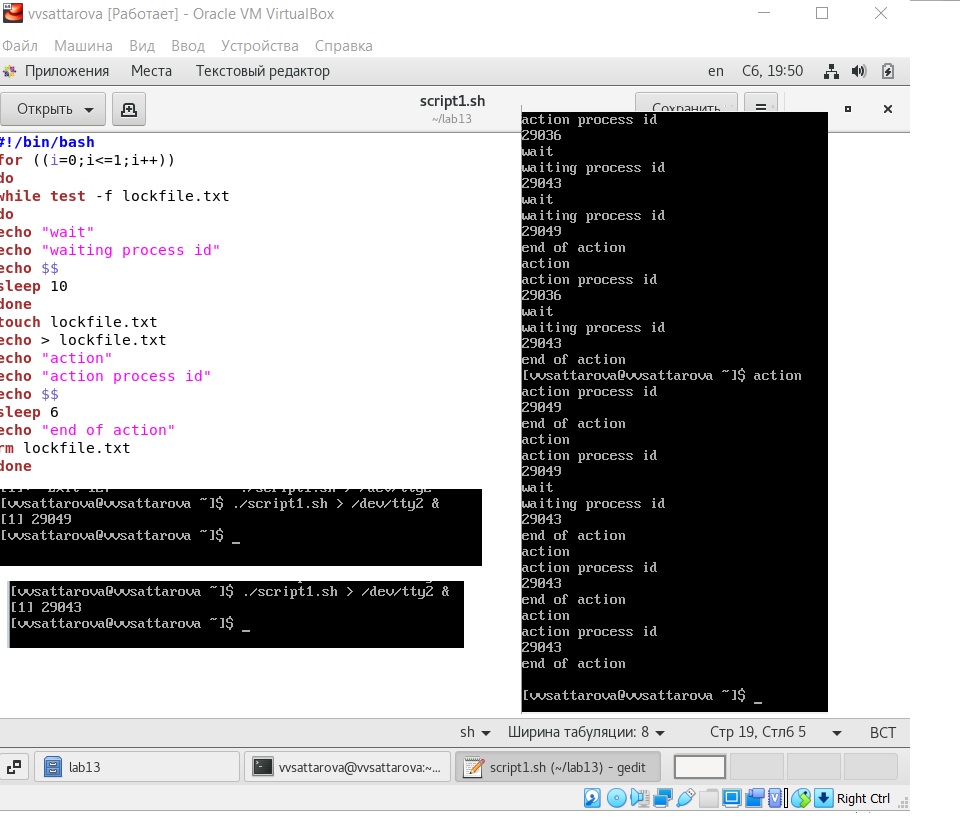 vvsattarova [Работает] - Oracle VM VirtualBox
Файл Машина Вид Ввод Устройства Справка
Приложения Места Текстовый редактор en Сб, 19:50
Открыть script1.sh Сохранить
~/lab13
#!/bin/bash
for ((i=0;i<=1;i++))
do
while test -f lockfile.txt
do
echo "wait"
echo "waiting process id"
echo $$
sleep 10
done
touch lockfile.txt
echo > lockfile.txt
echo "action"
echo "action process id"
echo $$
sleep 6
echo "end of action"
rm lockfile.txt
done
./script1.sh > /dev/tty2
[vvsattarova@vvsattarova ~]$ ./script1.sh > /dev/tty2 &
[1] 29049
[vvsattarova@vvsattarova ~]$ _
[vvsattarova@vvsattarova ~]$ ./script1.sh > /dev/tty2 &
[1] 29043
[vvsattarova@vvsattarova ~]$ _
action process id
29036
wait
waiting process id
29043
wait
waiting process id
29049
end of action
action
action process id
29036
wait
waiting process id
29043
end of action
[vvsattarova@vvsattarova ~]$ action
action process id
29049
end of action
action
action process id
29049
wait
waiting process id
29043
end of action
action
action process id
29043
end of action
action
action process id
29043
end of action
[vvsattarova@vvsattarova ~]$ _
sh Ширина табуляции: 8 Стр 19, Стлб 5 ВСТ
lab13 vvsattarova@vvsattarova:~... script1.sh (~/lab13) - gedit
Right Ctrl